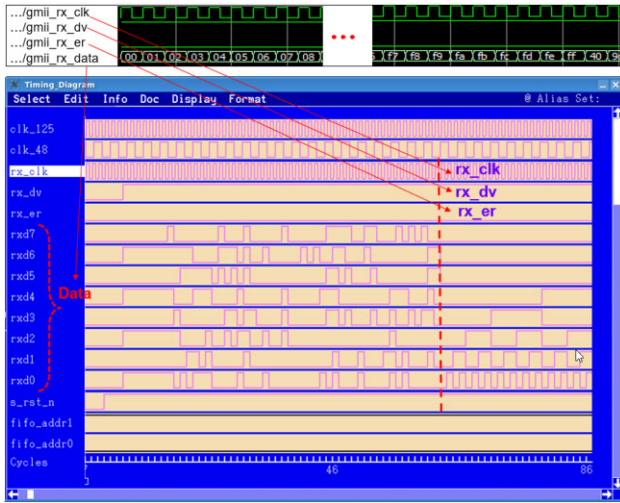 .../gmii_rx_clk
.../gmii_rx_dv
.../gmii_rx_er
.../gmii_rx_data
00 01 02 03 04 05 06 07 08
f7 f8 f9 fa fb fc fd fe ff 40
Timing_Diagram
Select Edit Info Doc Display Format @ Alias Set:
clk_125
clk_48
rx_clk rx_clk
rx_dv rx_dv
rx_er rx_er
rxd7
rxd6
rxd5
rxd4 Data
rxd3
rxd2
rxd1
rxd0
s_rst_n
fifo_addr1
fifo_addr0
Cycles
46 86